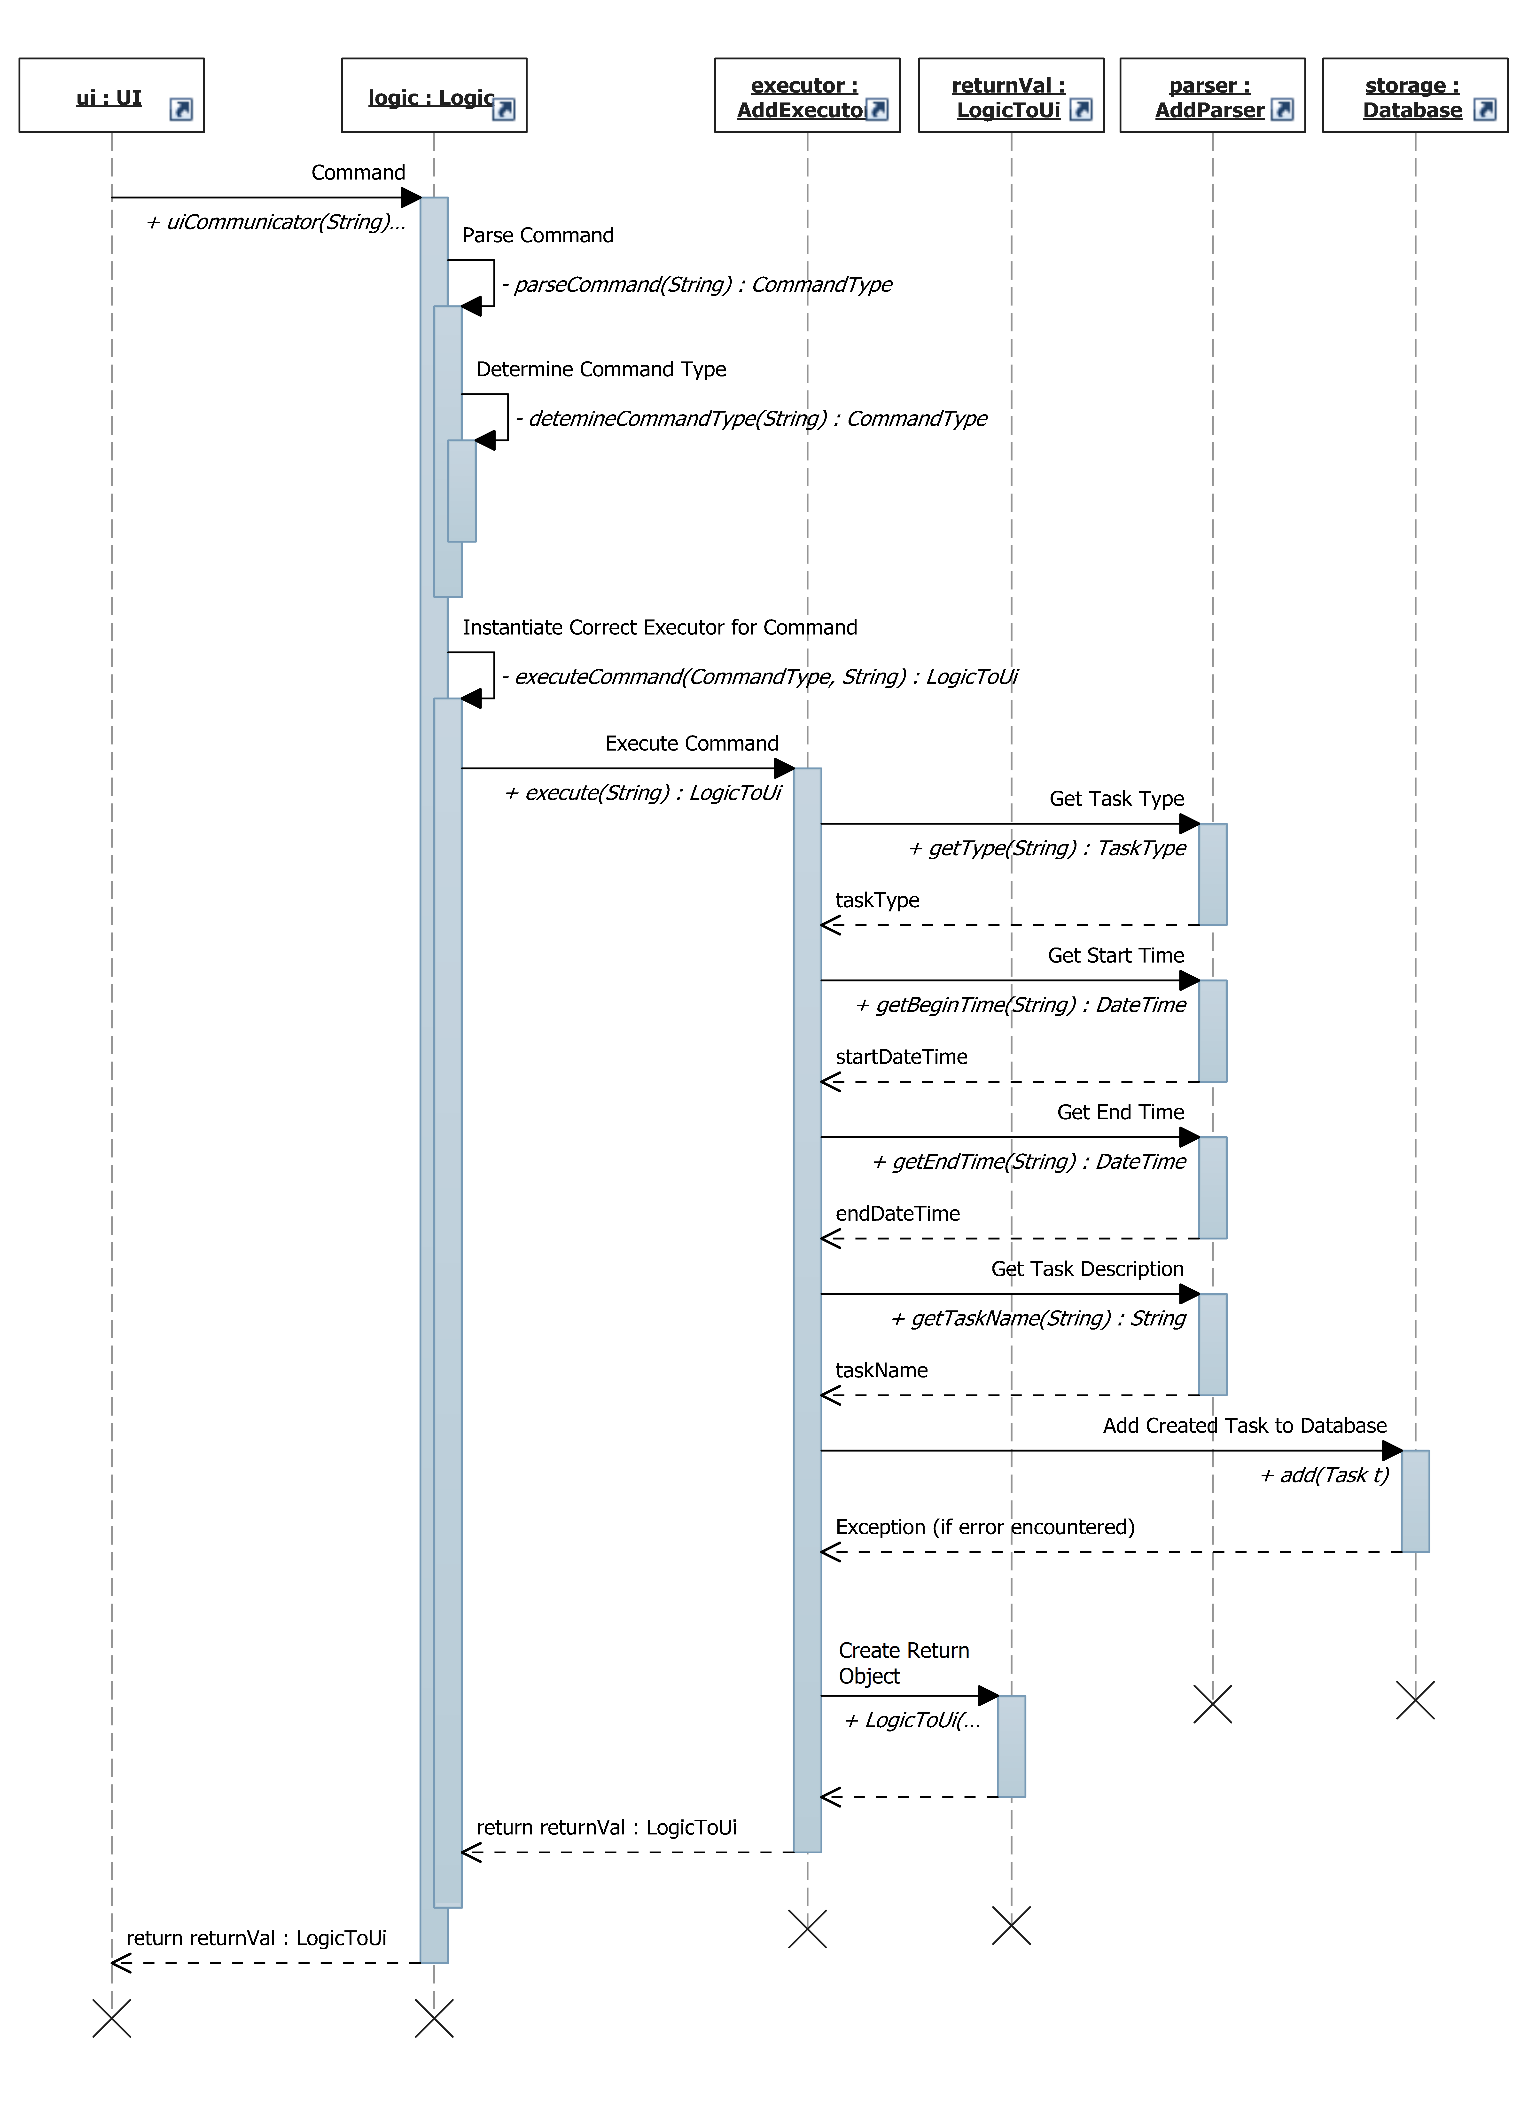 ui : UI
logic : Logic
executor :
AddExecutor
returnVal :
LogicToUi
parser :
AddParser
storage :
Database
Command
+ uiCommunicator(String)...
Parse Command
- parseCommand(String) : CommandType
Determine Command Type
- detemineCommandType(String) : CommandType
Instantiate Correct Executor for Command
- executeCommand(CommandType, String) : LogicToUi
Execute Command
+ execute(String) : LogicToUi
Get Task Type
+ getType(String) : TaskType
taskType
Get Start Time
+ getBeginTime(String) : DateTime
startDateTime
Get End Time
+ getEndTime(String) : DateTime
endDateTime
Get Task Description
+ getTaskName(String) : String
taskName
Add Created Task to Database
+ add(Task t)
Exception (if error encountered)
Create Return
Object
+ LogicToUi(...
return returnVal : LogicToUi
return returnVal : LogicToUi